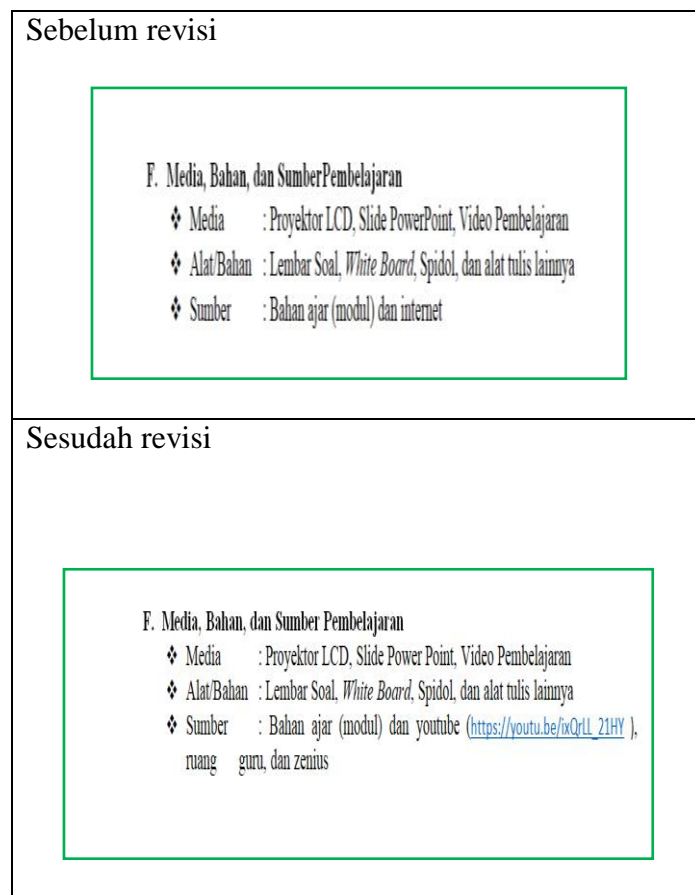 Sebelum revisi
F. Media, Bahan, dan SumberPembelajaran
❖ Media : Proyektor LCD, Slide PowerPoint, Video Pembelajaran
❖ Alat/Bahan : Lembar Soal, White Board, Spidol, dan alat tulis lainnya
❖ Sumber : Bahan ajar (modul) dan internet
Sesudah revisi
F. Media, Bahan, dan Sumber Pembelajaran
❖ Media : Proyektor LCD, Slide Power Point, Video Pembelajaran
❖ Alat/Bahan : Lembar Soal, White Board, Spidol, dan alat tulis lainnya
❖ Sumber : Bahan ajar (modul) dan youtube (https://youtu.be/ixQrLL_21HY ),
ruang guru, dan zenius